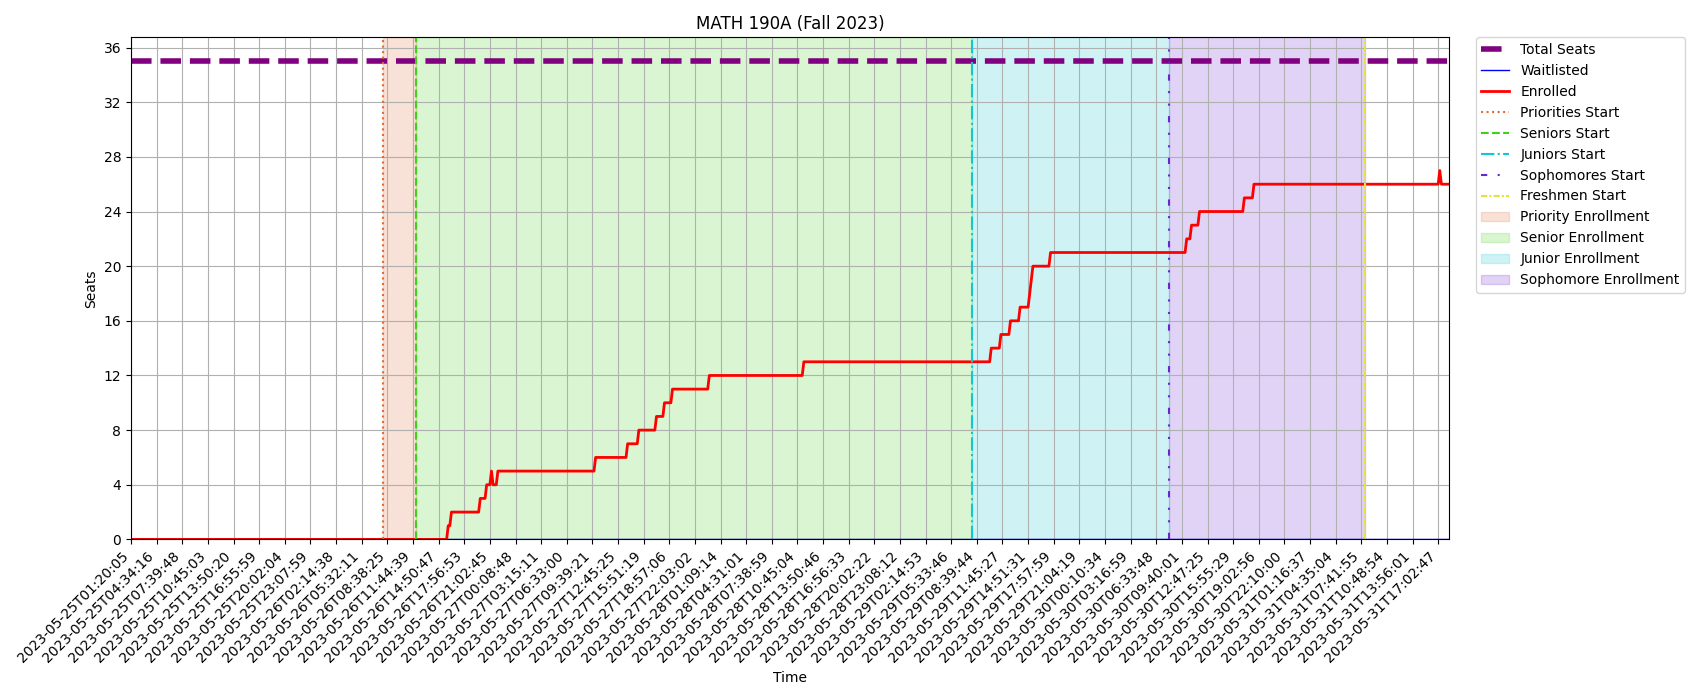 MATH 190A (Fall 2023)
Seats
36
32
28
24
20
16
12
8
4
0
2023-05-25T01:20:05
2023-05-25T04:34:16
2023-05-25T07:39:48
2023-05-25T10:45:03
2023-05-25T13:50:20
2023-05-25T16:55:59
2023-05-25T20:02:04
2023-05-25T23:07:59
2023-05-26T02:14:38
2023-05-26T05:32:11
2023-05-26T08:38:25
2023-05-26T11:44:39
2023-05-26T14:50:47
2023-05-26T17:56:53
2023-05-26T21:02:45
2023-05-27T00:08:48
2023-05-27T03:15:11
2023-05-27T06:33:00
2023-05-27T09:39:21
2023-05-27T12:45:25
2023-05-27T15:51:19
2023-05-27T18:57:06
2023-05-27T22:03:02
2023-05-28T01:09:14
2023-05-28T04:31:01
2023-05-28T07:38:59
2023-05-28T10:45:04
2023-05-28T13:50:46
2023-05-28T16:56:33
2023-05-28T20:02:22
2023-05-28T23:08:12
2023-05-29T02:14:53
2023-05-29T05:33:46
2023-05-29T08:39:44
2023-05-29T11:45:27
2023-05-29T14:51:31
2023-05-29T17:57:59
2023-05-29T21:04:19
2023-05-30T00:10:34
2023-05-30T03:16:59
2023-05-30T06:33:48
2023-05-30T09:40:01
2023-05-30T12:47:25
2023-05-30T15:55:29
2023-05-30T19:02:56
2023-05-30T22:10:00
2023-05-31T01:16:37
2023-05-31T04:35:04
2023-05-31T07:41:55
2023-05-31T10:48:54
2023-05-31T13:56:01
2023-05-31T17:02:47
Time
Total Seats
Waitlisted
Enrolled
Priorities Start
Seniors Start
Juniors Start
Sophomores Start
Freshmen Start
Priority Enrollment
Senior Enrollment
Junior Enrollment
Sophomore Enrollment